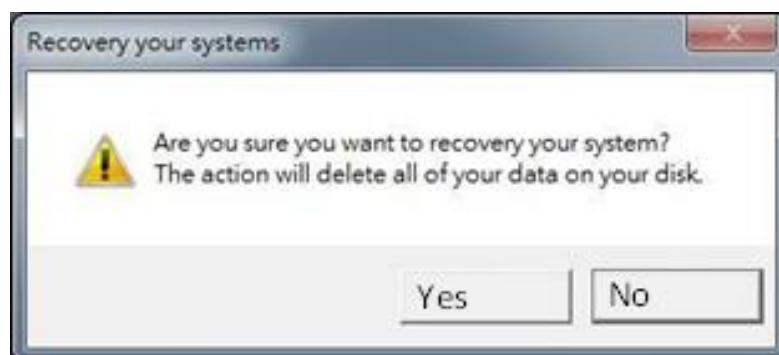 Recovery your systems
Are you sure you want to recovery your system?
The action will delete all of your data on your disk.
Yes
No